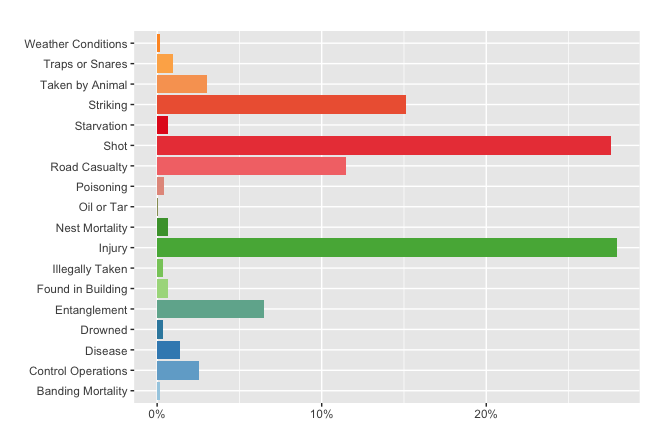 Weather Conditions
Traps or Snares
Taken by Animal
Striking
Starvation
Shot
Road Casualty
Poisoning
Oil or Tar
Nest Mortality
Injury
Illegally Taken
Found in Building
Entanglement
Drowned
Disease
Control Operations
Banding Mortality
0% 10% 20%